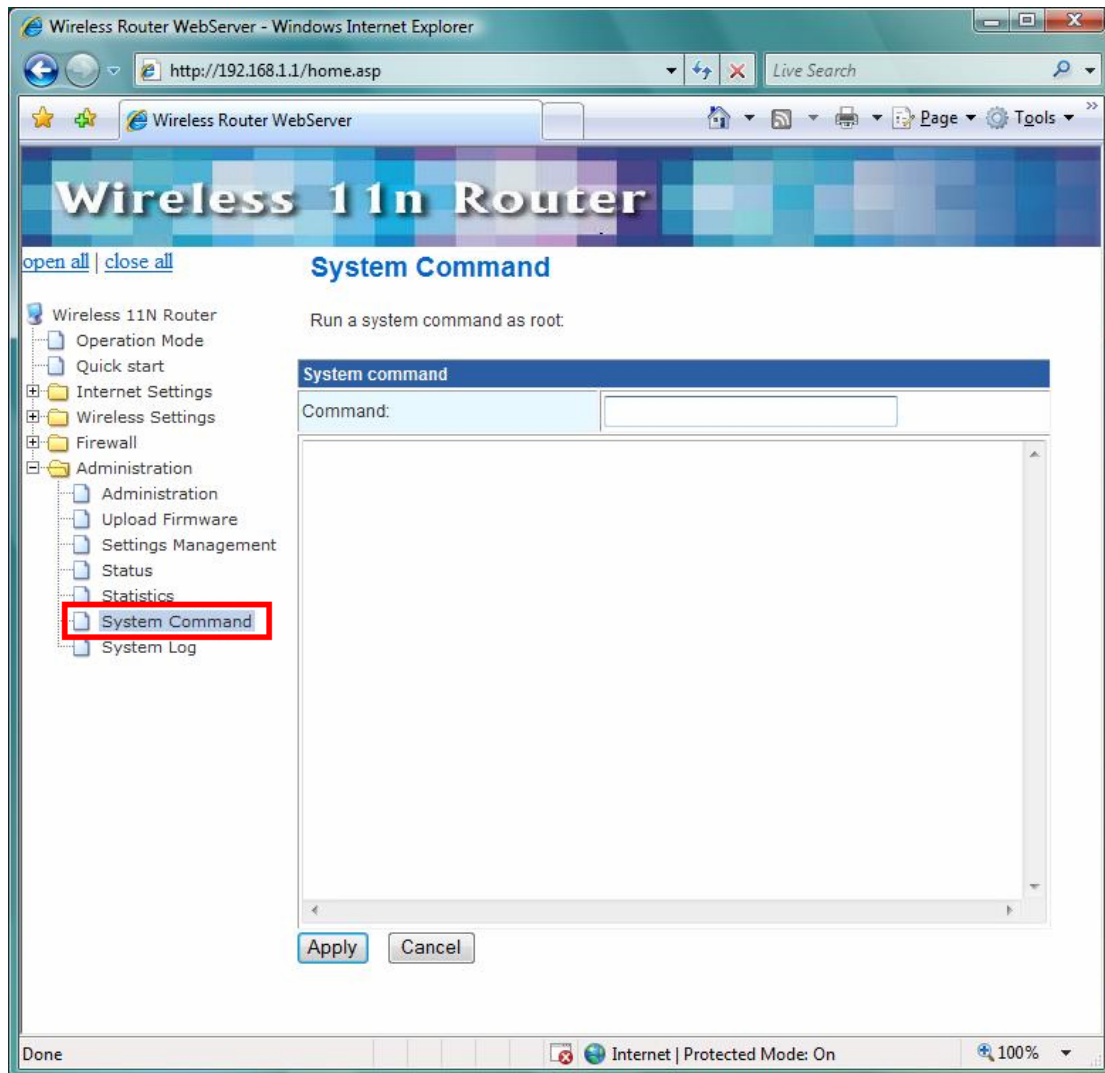 Wireless Router WebServer - Windows Internet Explorer
http://192.168.1.1/home.asp
Live Search
Wireless Router WebServer
Page
Tools
Wireless 11n Router
open all | close all
Wireless 11N Router
Operation Mode
Quick start
Internet Settings
Wireless Settings
Firewall
Administration
Administration
Upload Firmware
Settings Management
Status
Statistics
System Command
System Log
System Command
Run a system command as root:
System command
Command:
Apply
Cancel
Done
Internet | Protected Mode: On
100%